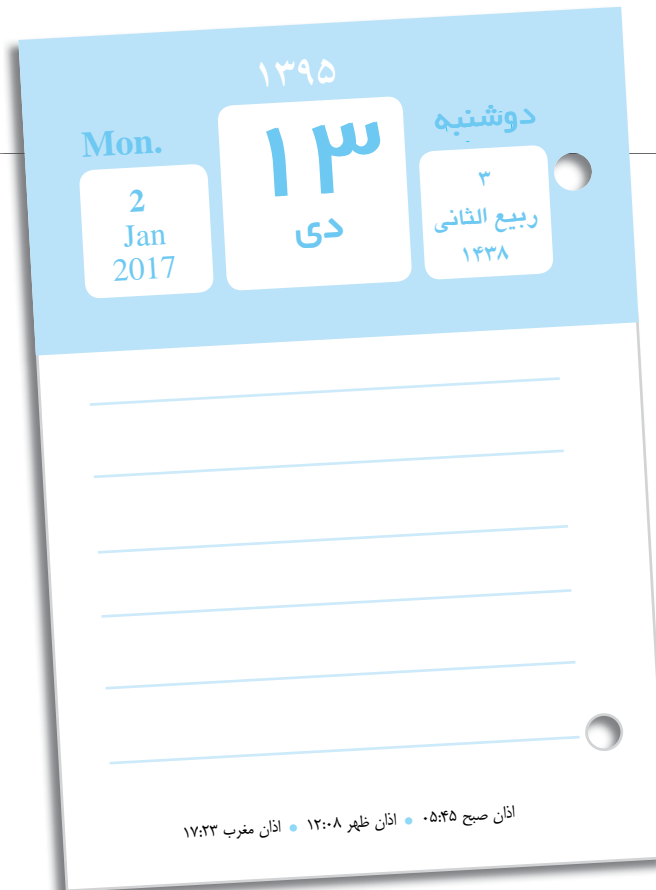 ۱۳۹۵
دوشنبه
۳
ربیع الثانی
۱۴۳۸
۱۳
دی
Mon.
2
Jan
2017
اذان صبح ۰۵:۴۵ • اذان ظهر ۱۲:۰۸ • اذان مغرب ۱۷:۲۳